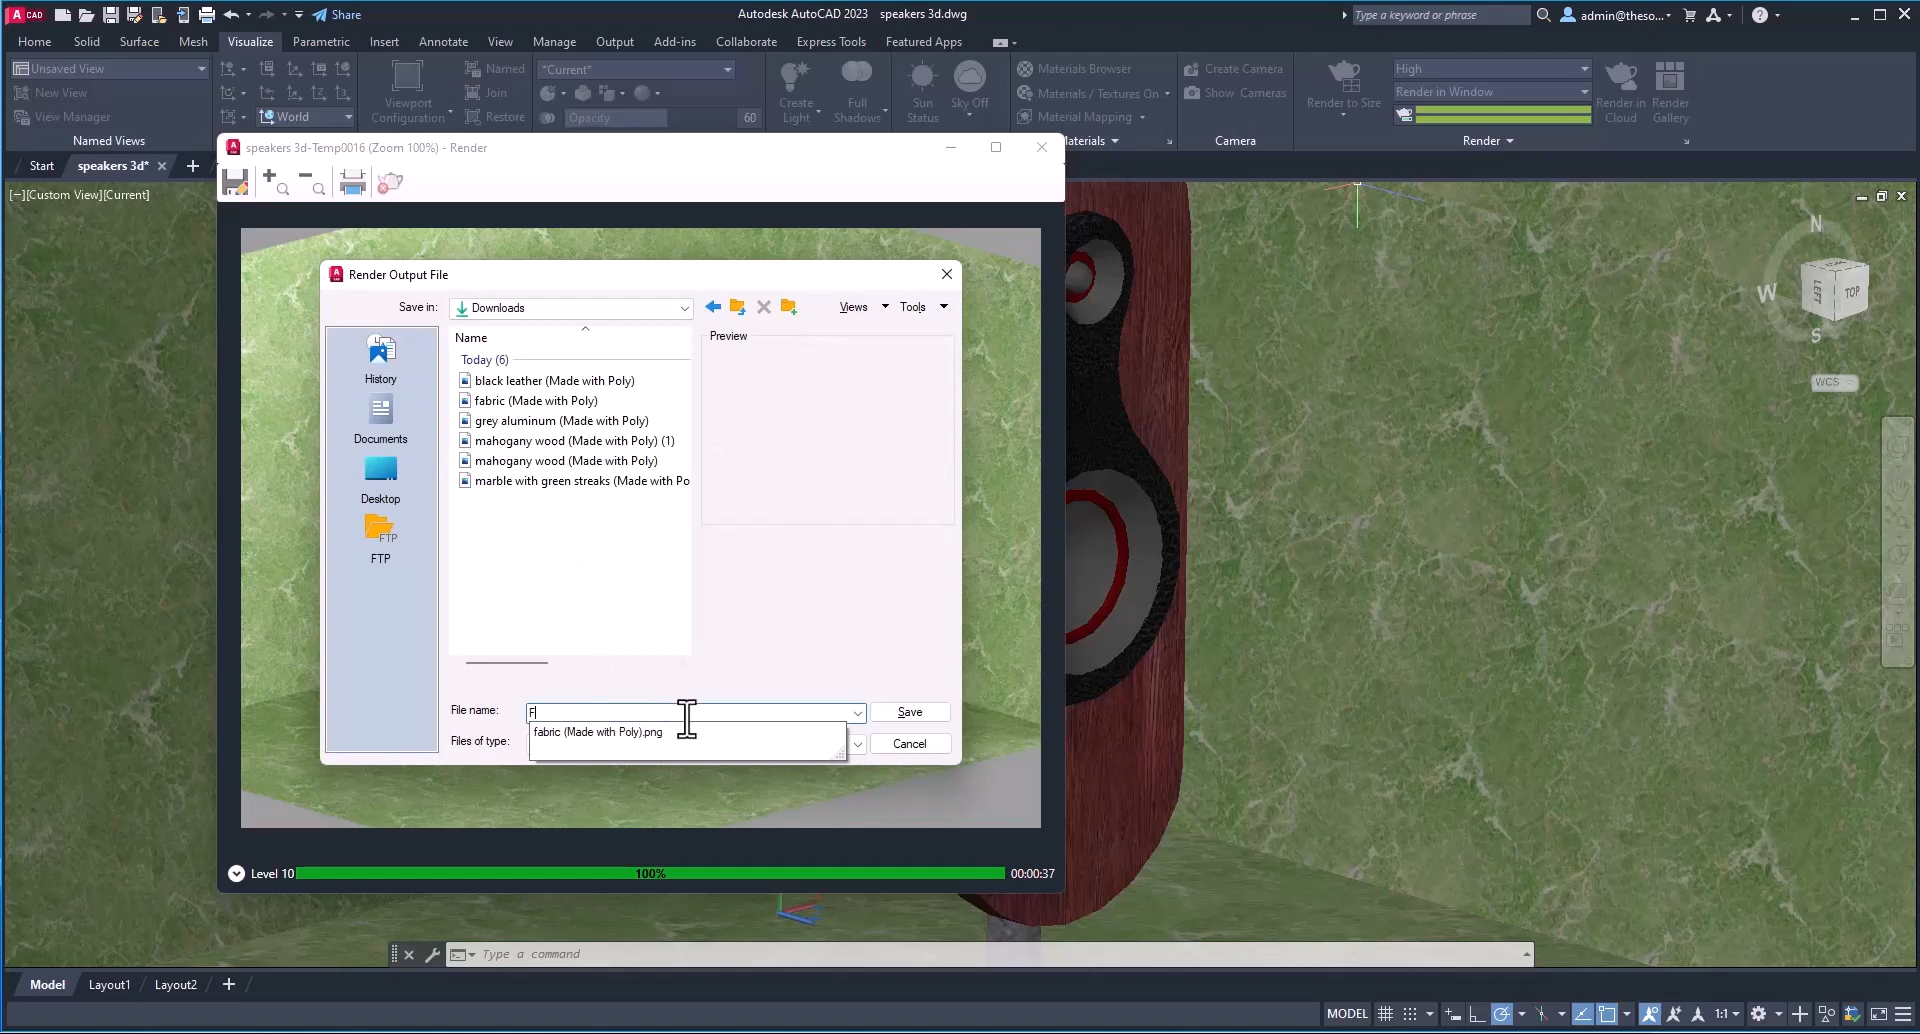 A CAD Share Autodesk AutoCAD 2023 speakers 3d.dwg Type a keyword or phrase admin@theso...
Home Solid Surface Mesh Visualize Parametric Insert Annotate View Manage Output Add-ins Collaborate Express Tools Featured Apps
Unsaved View Named *Current* Materials Browser Create Camera High
New View Join Materials / Textures On Show Cameras Render in Window
View Manager World Viewport Configuration Restore Opacity 60 Create Light Full Shadows Sun Status Sky Off Material Mapping Render to Size Render in Cloud Render Gallery
Named Views aterials Camera Render
Start speakers 3d*
speakers 3d-Temp0016 (Zoom 100%) - Render
[−][Custom View][Current]
N
W
S
LEFT TOP
WCS
Render Output File
Save in: Downloads Views Tools
Name
Preview
Today (6)
black leather (Made with Poly)
fabric (Made with Poly)
grey aluminum (Made with Poly)
mahogany wood (Made with Poly) (1)
mahogany wood (Made with Poly)
marble with green streaks (Made with Po
History
Documents
Desktop
FTP
FTP
File name: F Save
fabric (Made with Poly).png
Files of type: Cancel
Level 10 100% 00:00:37
Type a command
Model Layout1 Layout2
MODEL 1:1